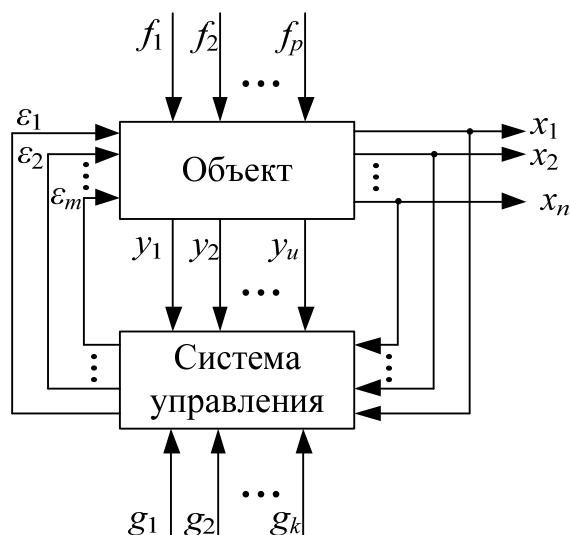 f1 f2 ... fp
ε1
ε2
⋮
εm
Объект
x1
x2
⋮
xn
y1 y2 ... yu
Система
управления
⋮
⋮
g1 g2 ... gk